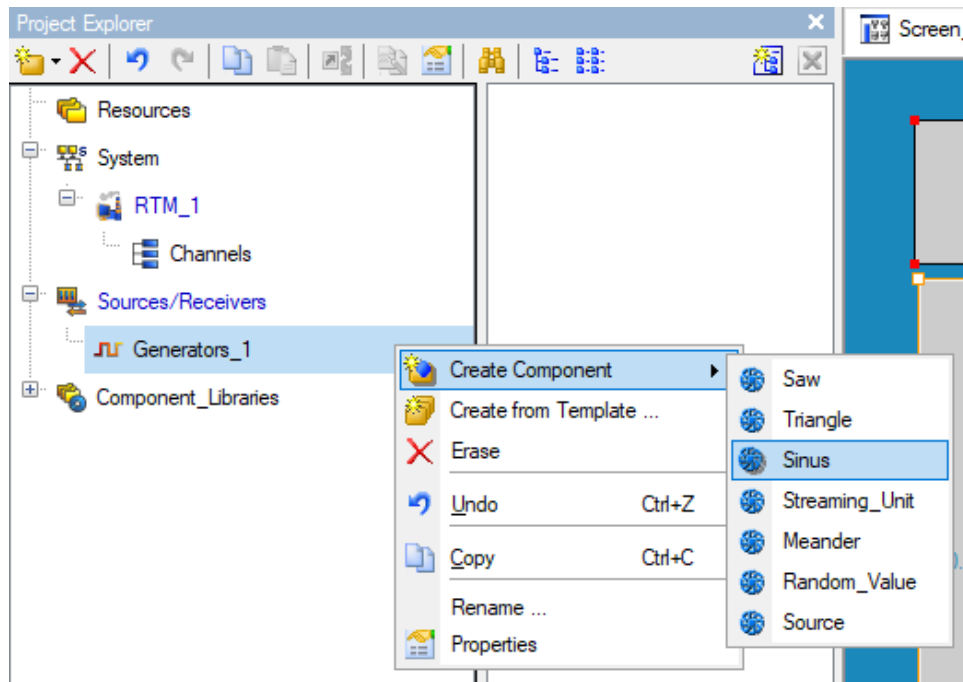 Project Explorer
Screen_
Resources
System
RTM_1
Channels
Sources/Receivers
Generators_1
Component_Libraries
Create Component
Create from Template ...
Erase
Undo Ctrl+Z
Copy Ctrl+C
Rename ...
Properties
Saw
Triangle
Sinus
Streaming_Unit
Meander
Random_Value
Source